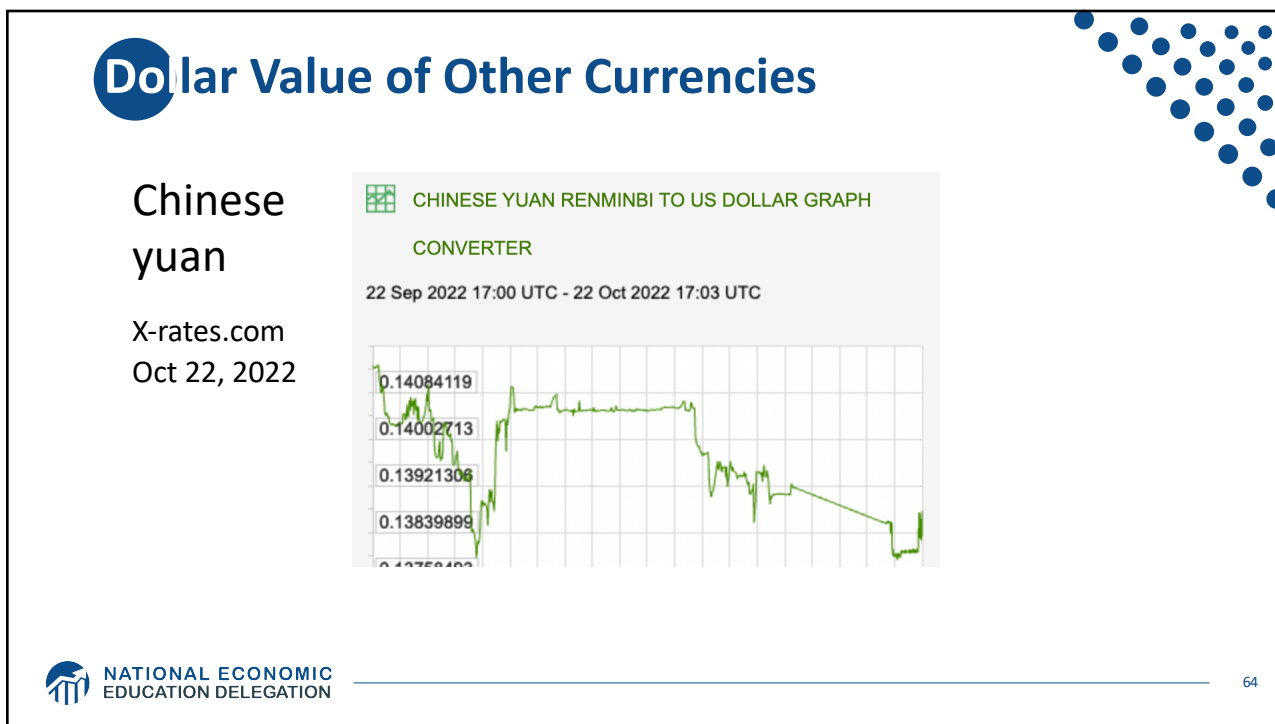 Dollar Value of Other Currencies
Chinese
yuan
X-rates.com
Oct 22, 2022
CHINESE YUAN RENMINBI TO US DOLLAR GRAPH
CONVERTER
22 Sep 2022 17:00 UTC - 22 Oct 2022 17:03 UTC
0.14084119
0.14002713
0.13921306
0.13839899
NATIONAL ECONOMIC
EDUCATION DELEGATION
64